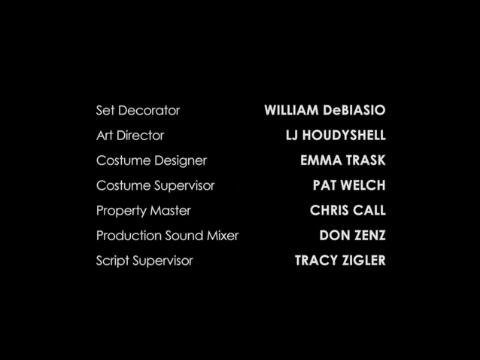 Set Decorator WILLIAM DeBIASIO
Art Director LJ HOUDYSHELL
Costume Designer EMMA TRASK
Costume Supervisor PAT WELCH
Property Master CHRIS CALL
Production Sound Mixer DON ZENZ
Script Supervisor TRACY ZIGLER